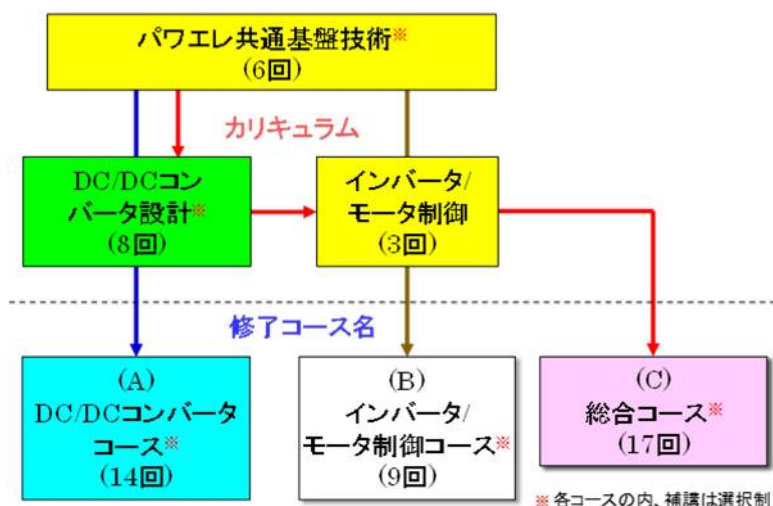 パワエレ共通基盤技術※
(6回)
カリキュラム
DC/DCコン
バータ設計※
(8回)
インバータ/
モータ制御
(3回)
修了コース名
(A)
DC/DCコンバータ
コース※
(14回)
(B)
インバータ/
モータ制御コース※
(9回)
(C)
総合コース※
(17回)
※ 各コースの内、補講は選択制